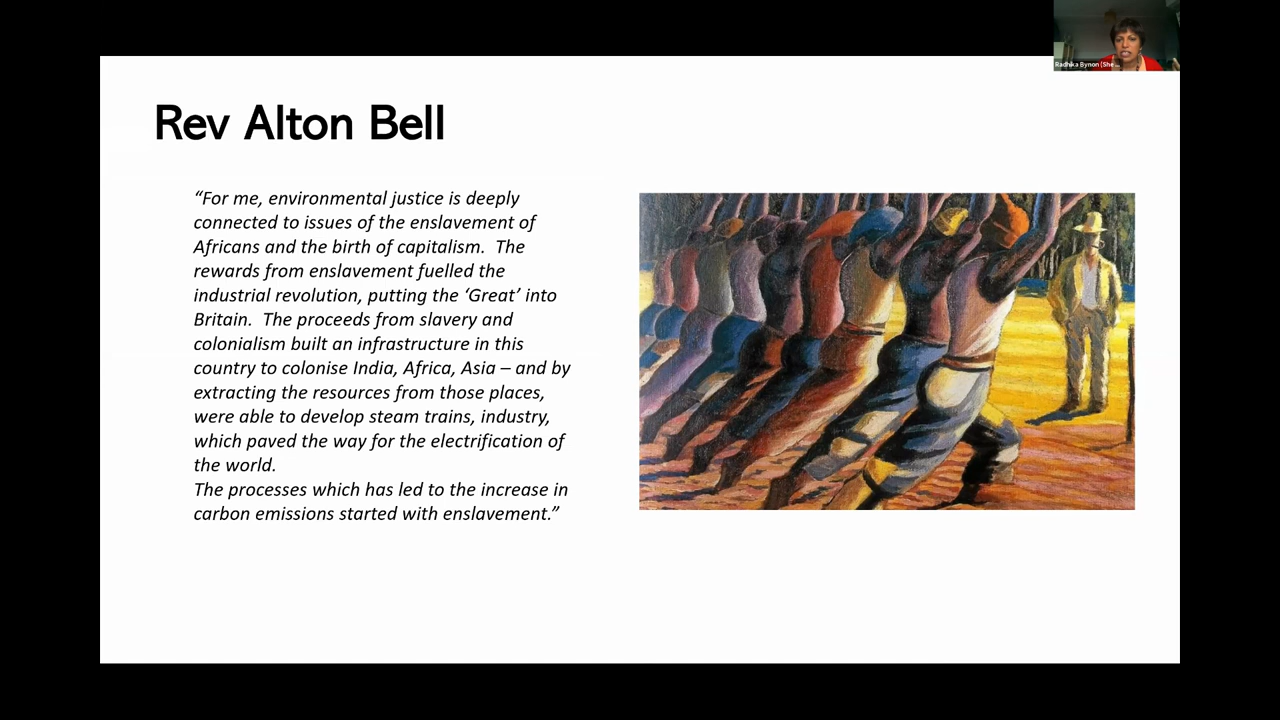 Radhika Bynon (She ...
Rev Alton Bell
“For me, environmental justice is deeply
connected to issues of the enslavement of
Africans and the birth of capitalism.  The
rewards from enslavement fuelled the
industrial revolution, putting the ‘Great’ into
Britain.  The proceeds from slavery and
colonialism built an infrastructure in this
country to colonise India, Africa, Asia – and by
extracting the resources from those places,
were able to develop steam trains, industry,
which paved the way for the electrification of
the world.
The processes which has led to the increase in
carbon emissions started with enslavement.”